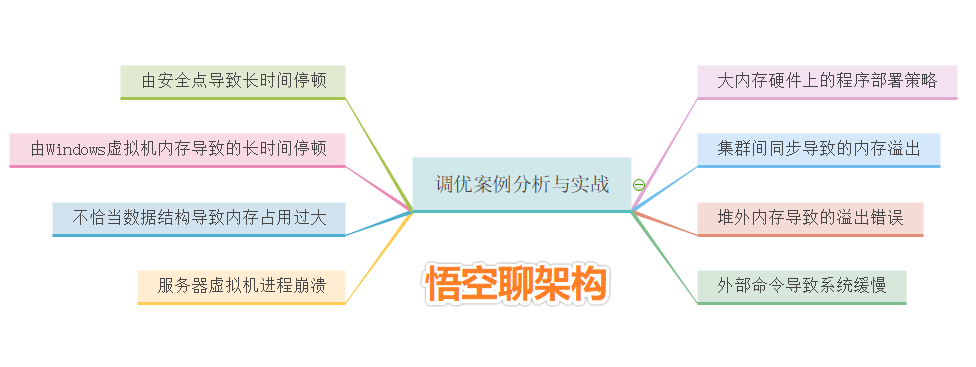 调优案例分析与实战
大内存硬件上的程序部署策略
集群间同步导致的内存溢出
堆外内存导致的溢出错误
外部命令导致系统缓慢
由安全点导致长时间停顿
由Windows虚拟机内存导致的长时间停顿
不恰当数据结构导致内存占用过大
服务器虚拟机进程崩溃
悟空聊架构